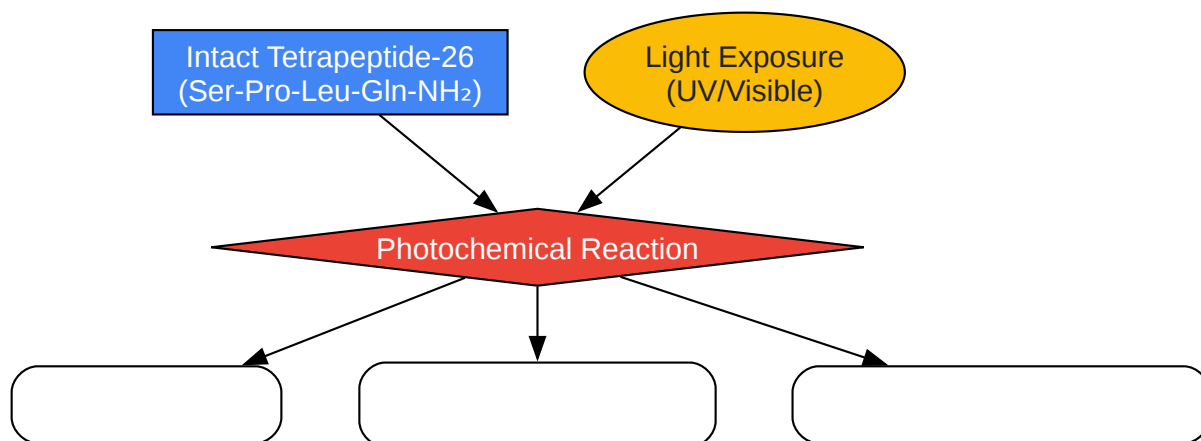 Intact Tetrapeptide-26
(Ser-Pro-Leu-Gln-NH₂)
Light Exposure
(UV/Visible)
Photochemical Reaction